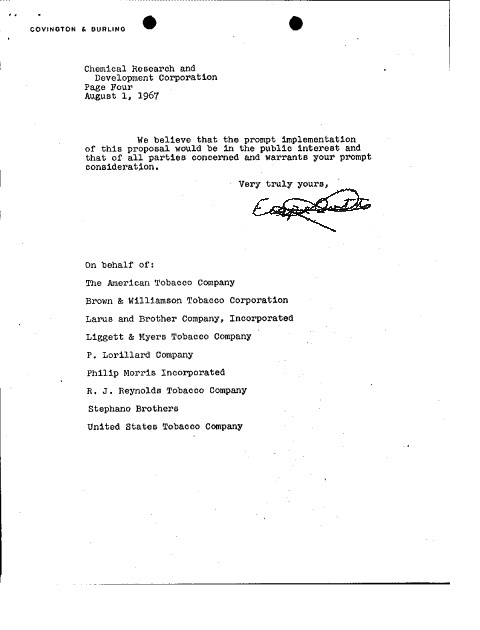 COVINGTON & BURLING
Chemical Research and
Development Corporation
Page Four
August 1, 1967
We believe that the prompt implementation
of this proposal would be in the public interest and
that of all parties concerned and warrants your prompt
consideration.
Very truly yours,
On behalf of:
The American Tobacco Company
Brown & Williamson Tobacco Corporation
Larus and Brother Company, Incorporated
Liggett & Myers Tobacco Company
P. Lorillard Company
Philip Morris Incorporated
R. J. Reynolds Tobacco Company
Stephano Brothers
United States Tobacco Company